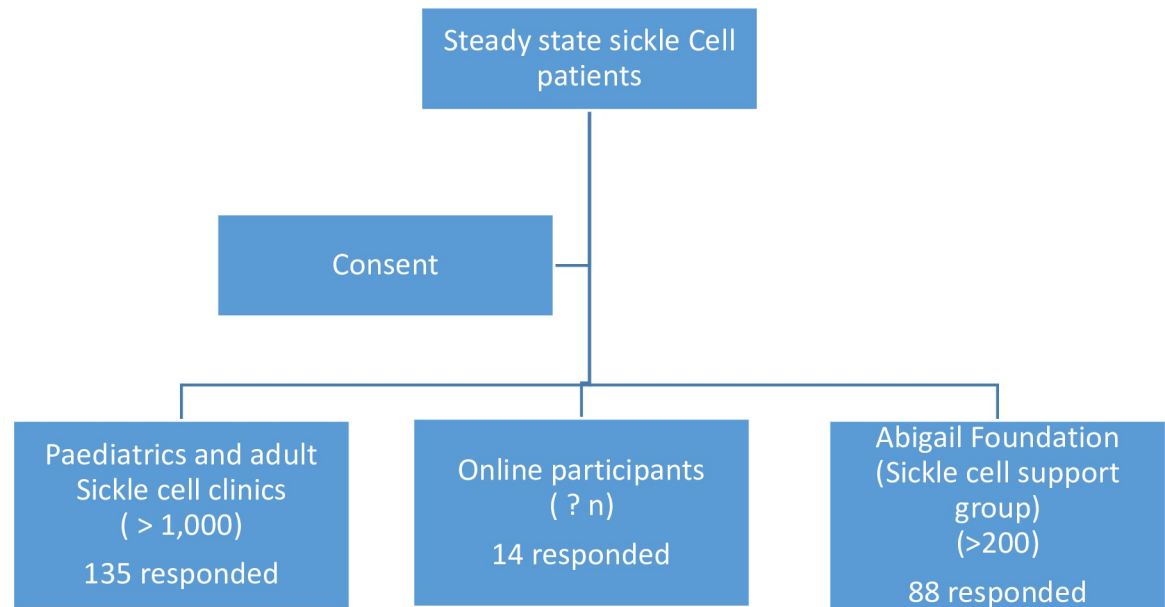 Steady state sickle Cell
patients
Consent
Paediatrics and adult
Sickle cell clinics
( > 1,000)
135 responded
Online participants
( ? n)
14 responded
Abigail Foundation
(Sickle cell support
group)
(>200)
88 responded